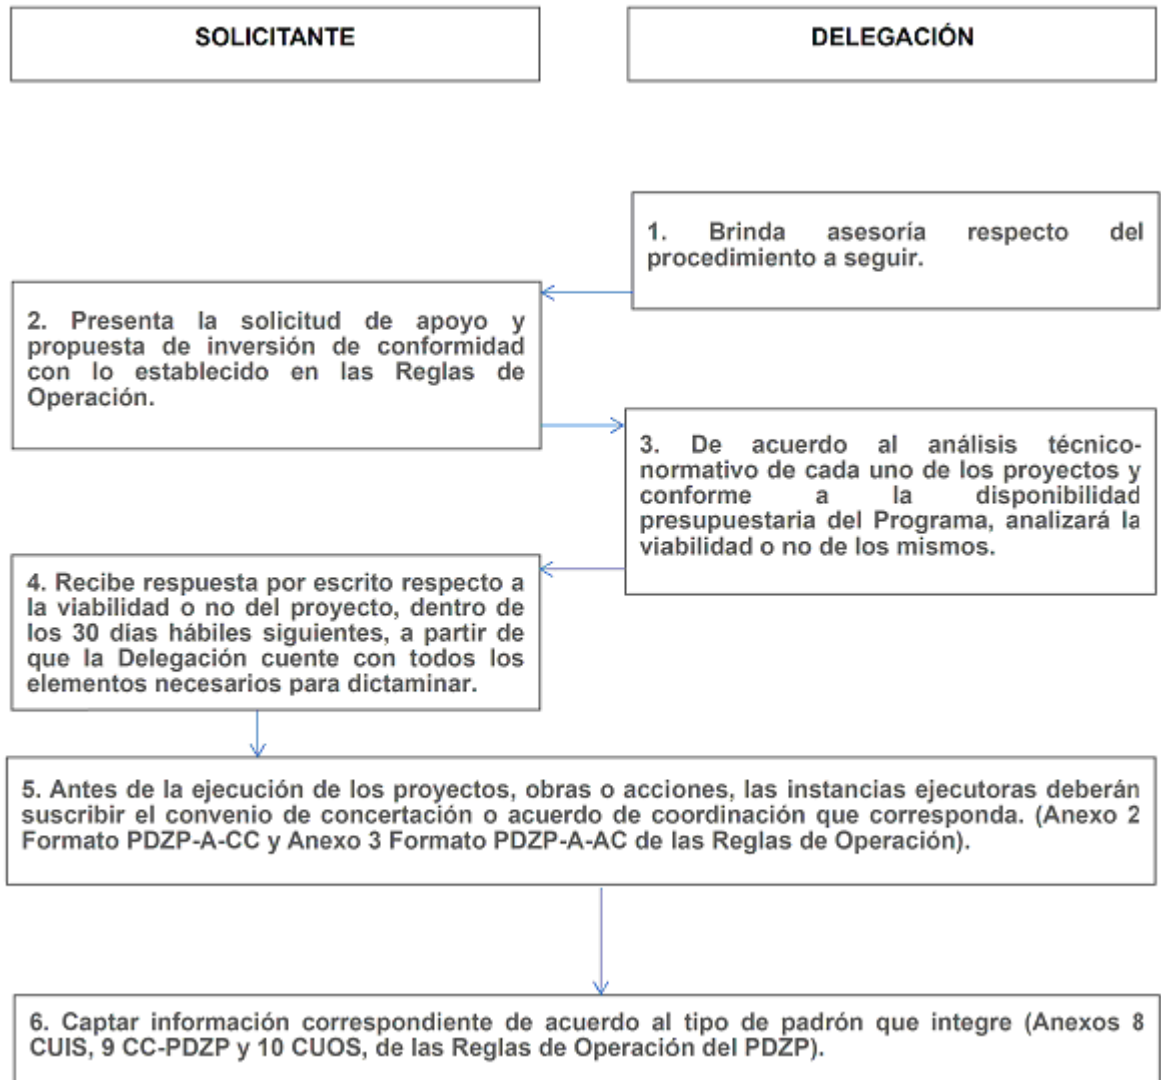 SOLICITANTE
DELEGACIÓN
1. Brinda asesoría respecto del
procedimiento a seguir.
2. Presenta la solicitud de apoyo y
propuesta de inversión de conformidad
con lo establecido en las Reglas de
Operación.
3. De acuerdo al análisis técnico-
normativo de cada uno de los proyectos y
conforme a la disponibilidad
presupuestaria del Programa, analizará la
viabilidad o no de los mismos.
4. Recibe respuesta por escrito respecto a
la viabilidad o no del proyecto, dentro de
los 30 días hábiles siguientes, a partir de
que la Delegación cuente con todos los
elementos necesarios para dictaminar.
5. Antes de la ejecución de los proyectos, obras o acciones, las instancias ejecutoras deberán
suscribir el convenio de concertación o acuerdo de coordinación que corresponda. (Anexo 2
Formato PDZP-A-CC y Anexo 3 Formato PDZP-A-AC de las Reglas de Operación).
6. Captar información correspondiente de acuerdo al tipo de padrón que integre (Anexos 8
CUIS, 9 CC-PDZP y 10 CUOS, de las Reglas de Operación del PDZP).